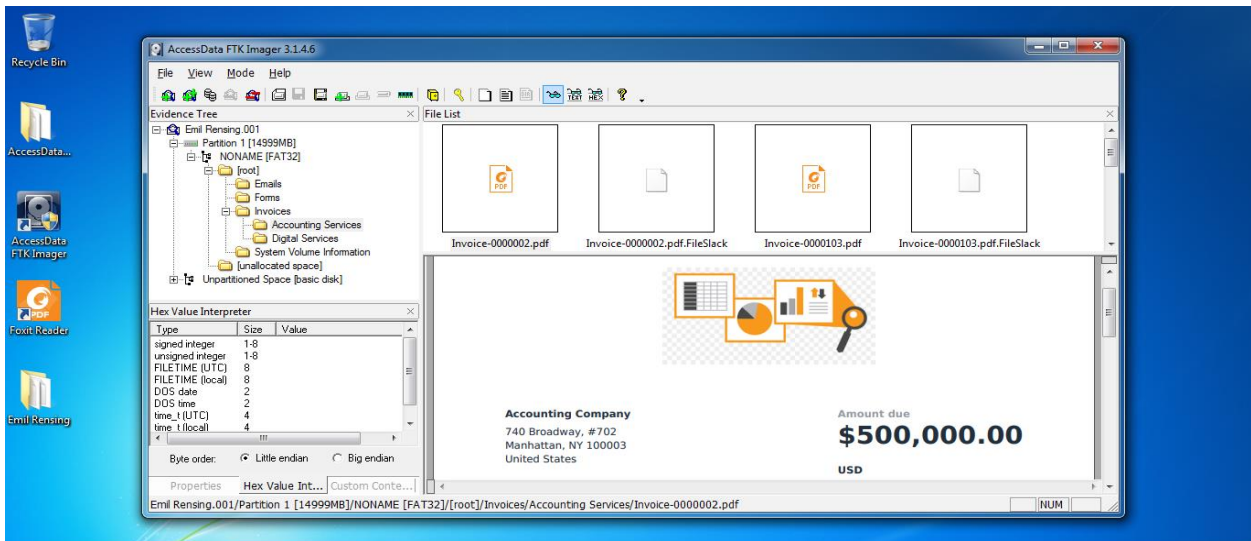 Recycle Bin
AccessData...
AccessData
FTK Imager
Foxit Reader
Emil Rensing
AccessData FTK Imager 3.1.4.6
File View Mode Help
TEXT HEX
Evidence Tree
Emil Rensing.001
Partition 1 [14999MB]
NONAME [FAT32]
[root]
Emails
Forms
Invoices
Accounting Services
Digital Services
System Volume Information
[unallocated space]
Unpartitioned Space [basic disk]
Hex Value Interpreter
Type Size Value
signed integer 1-8
unsigned integer 1-8
FILETIME (UTC) 8
FILETIME (local) 8
DOS date 2
DOS time 2
time_t (UTC) 4
time_t (local) 4
Byte order: Little endian Big endian
Properties Hex Value Int... Custom Conte...
File List
PDF PDF
Invoice-0000002.pdf Invoice-0000002.pdf.FileSlack Invoice-0000103.pdf Invoice-0000103.pdf.FileSlack
Accounting Company
740 Broadway, #702
Manhattan, NY 100003
United States
Amount due
$500,000.00
USD
Emil Rensing.001/Partition 1 [14999MB]/NONAME [FAT32]/[root]/Invoices/Accounting Services/Invoice-0000002.pdf NUM